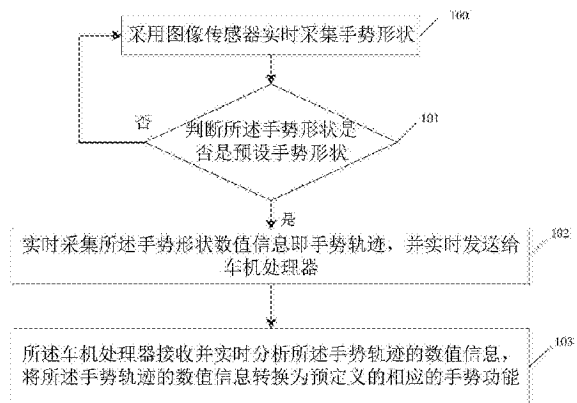 100
采用图像传感器实时采集手势形状
101
否
判断所述手势形状是
否是预设手势形状
是
实时采集所述手势形状数值信息即手势轨迹，并实时发送给
车机处理器
102
所述车机处理器接收并实时分析所述手势轨迹的数值信息，
将所述手势轨迹的数值信息转换为预定义的相应的手势功能
103